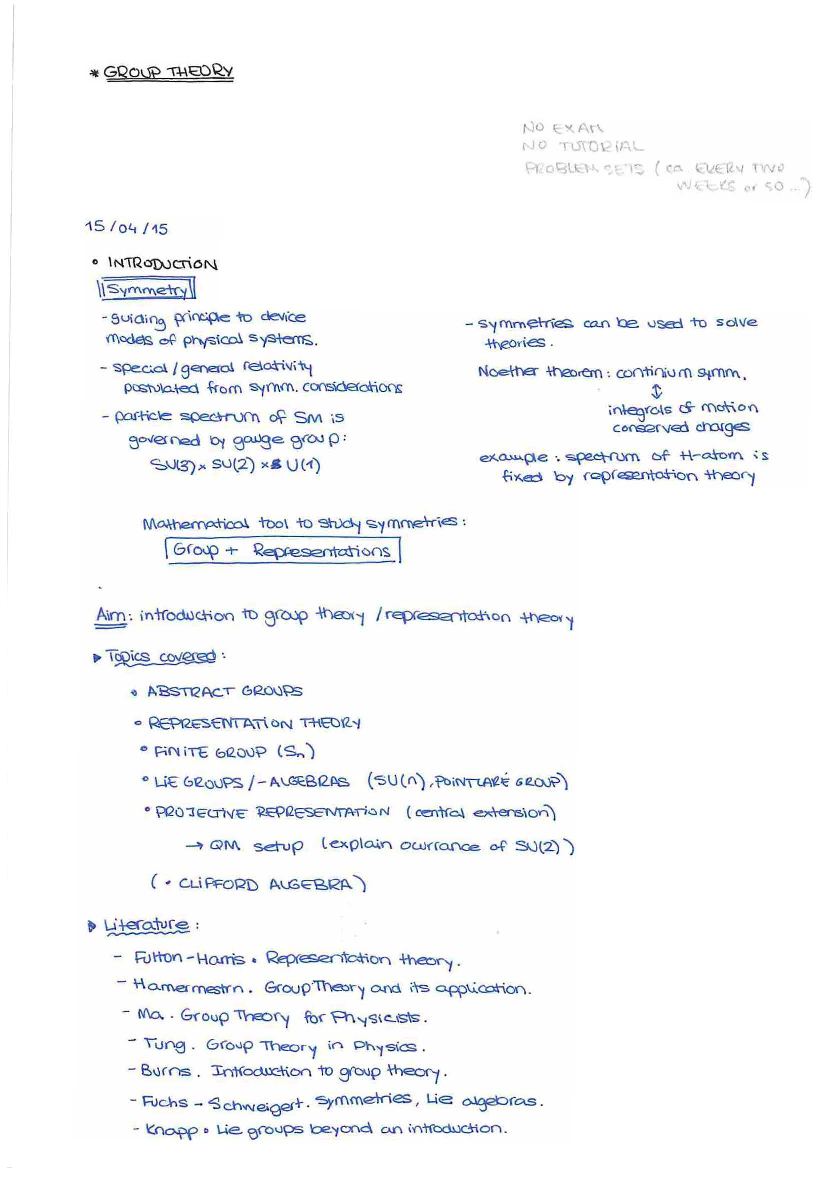 * GROUP THEORY
NO EXAM
NO TUTORIAL
PROBLEM SETS (ca. EVERY TWO
WEEKS or SO ...)
15/04/15
° INTRODUCTION
Symmetry
- guiding principle to device
models of physical systems.
- special/general relativity
postulated from symm. considerations
- particle spectrum of SM is
governed by gauge group:
SU(3) x SU(2) x U(1)
- symmetries can be used to solve
theories.
Noether theorem: continium symm.
↕
integrals of motion
conserved charges
example: spectrum of H-atom is
fixed by representation theory
Mathematical tool to study symmetries:
Group + Representations
Aim: introduction to group theory /representation theory
▸ Topics covered:
• ABSTRACT GROUPS
° REPRESENTATION THEORY
° FINITE GROUP (Sn)
° LIE GROUPS /-ALGEBRAS (SU(n), POINTCARÉ GROUP)
° PROJECTIVE REPRESENTATION (central extension)
→ QM setup (explain ocurrance of SU(2))
( • CLIFFORD ALGEBRA )
▸ Literature:
- Fulton-Harris. Representation theory.
- Hamermestrn. Group Theory and its application.
- Ma. Group Theory for Physicists.
- Tung. Group Theory in Physics.
- Burns. Introduction to group theory.
- Fuchs - Schweigert. Symmetries, Lie algebras.
- Knapp. Lie groups beyond an introduction.